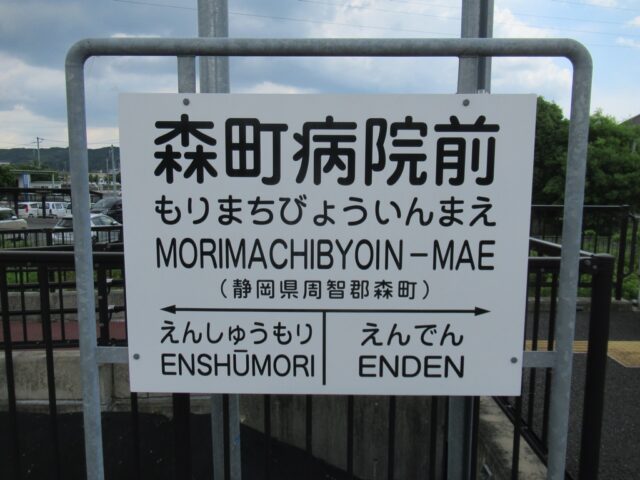 森町病院前
もりまちびょういんまえ
MORIMACHIBYOIN-MAE
(静岡県周智郡森町)
えんしゅうもり
ENSHŪMORI
えんでん
ENDEN